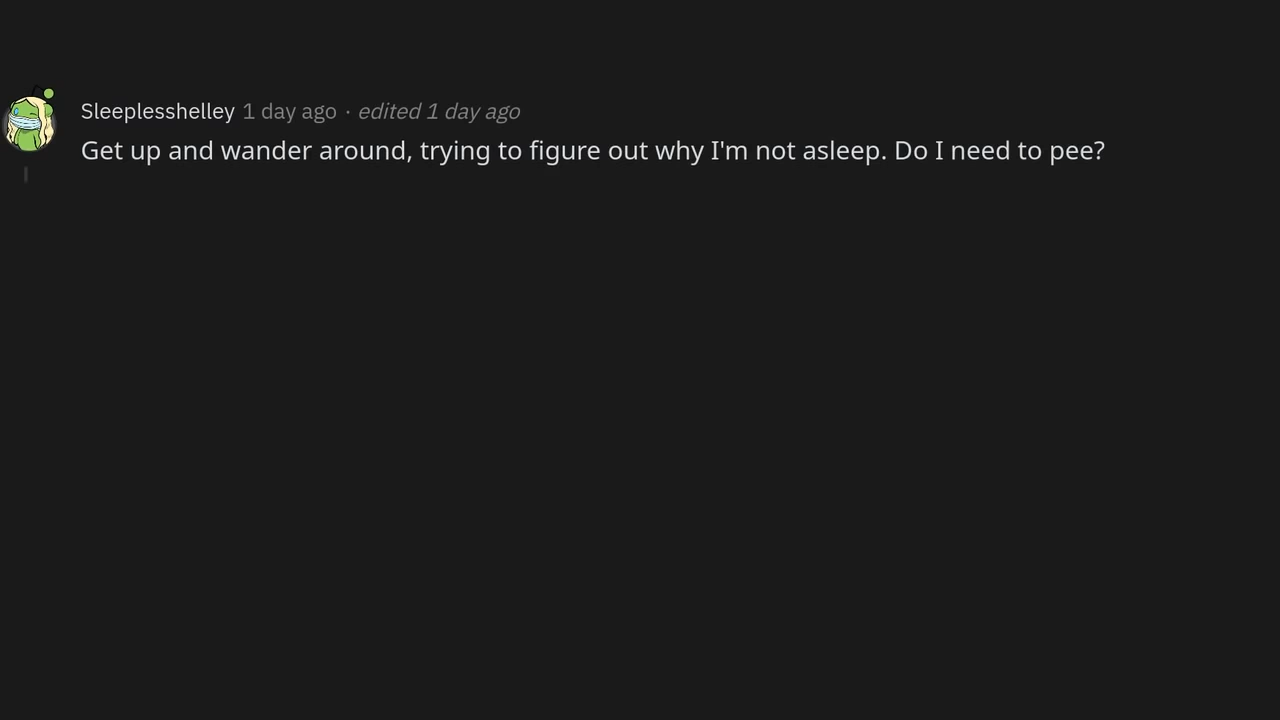 Sleeplesshelley 1 day ago · edited 1 day ago
Get up and wander around, trying to figure out why I'm not asleep. Do I need to pee?